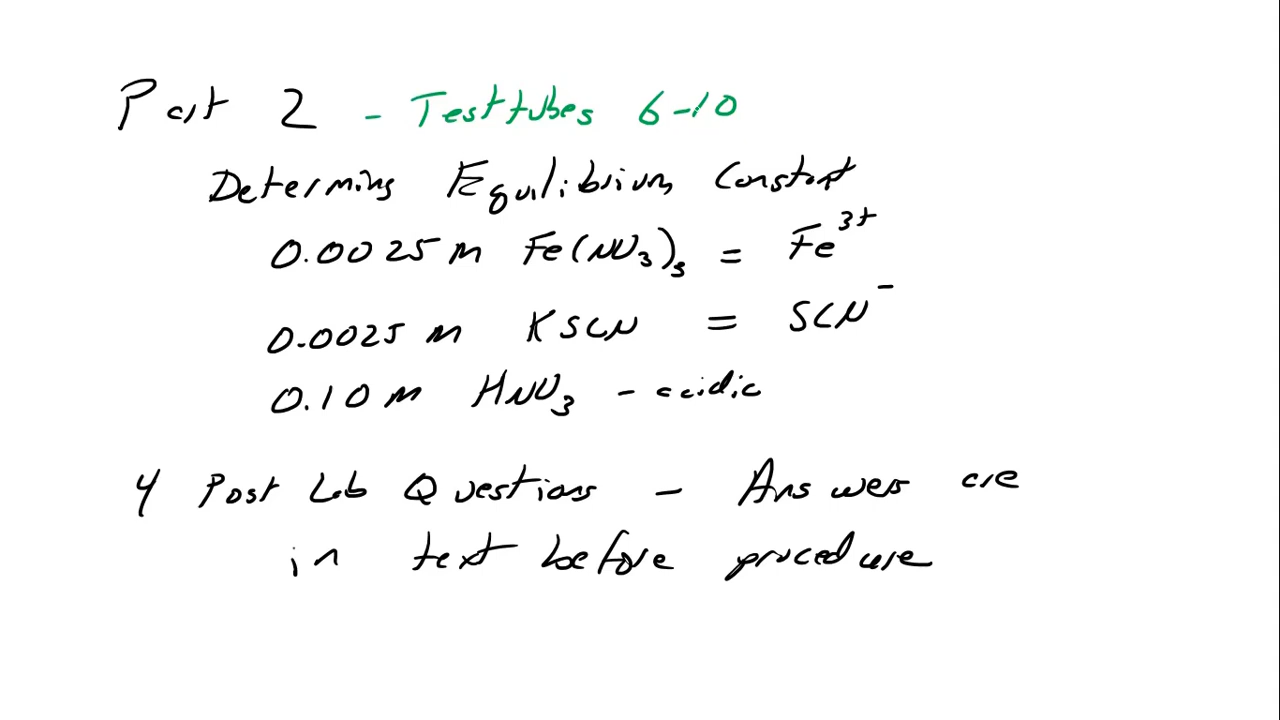 Part 2 - Testtubes 6-10
Determining Equilibrium Constant
0.0025 M Fe(NO₃)₃ = Fe³⁺
0.0025 M KSCN = SCN⁻
0.10 M HNO₃ - acidic
4 Post Lab Questions - Answers are
in text before procedure